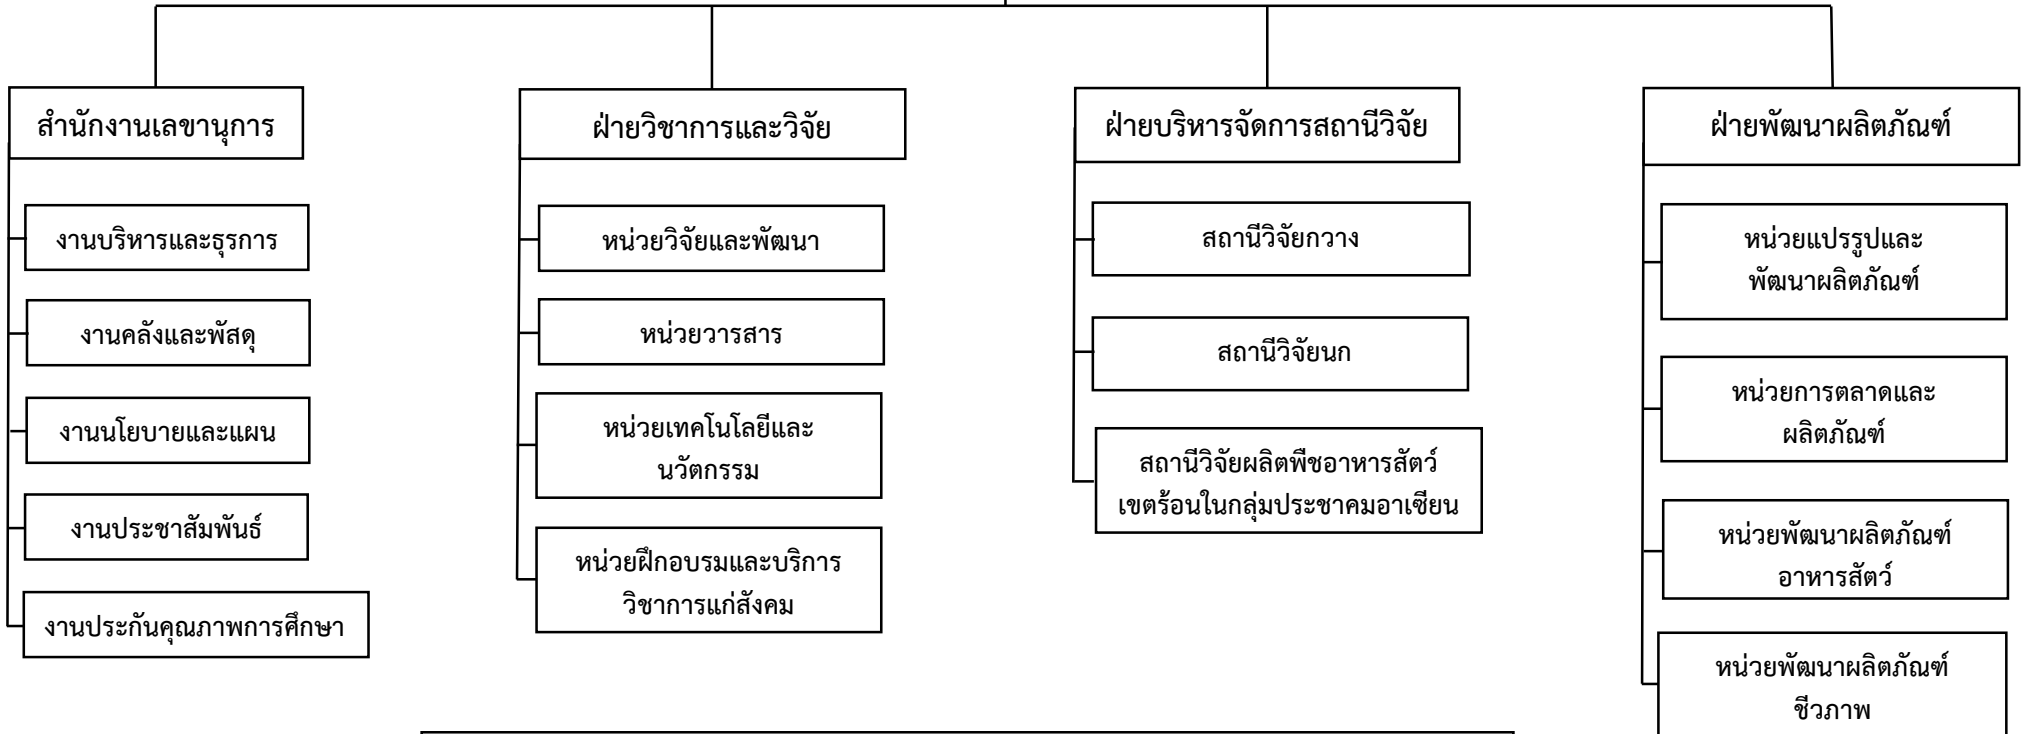 สำนักงานเลขานุการ
งานบริหารและธุรการ
งานคลังและพัสดุ
งานนโยบายและแผน
งานประชาสัมพันธ์
งานประกันคุณภาพการศึกษา
ฝ่ายวิชาการและวิจัย
หน่วยวิจัยและพัฒนา
หน่วยวารสาร
หน่วยเทคโนโลยีและ
นวัตกรรม
หน่วยฝึกอบรมและบริการ
วิชาการแก่สังคม
ฝ่ายบริหารจัดการสถานีวิจัย
สถานีวิจัยกวาง
สถานีวิจัยนก
สถานีวิจัยผลิตพืชอาหารสัตว์
เขตร้อนในกลุ่มประชาคมอาเซียน
ฝ่ายพัฒนาผลิตภัณฑ์
หน่วยแปรรูปและ
พัฒนาผลิตภัณฑ์
หน่วยการตลาดและ
ผลิตภัณฑ์
หน่วยพัฒนาผลิตภัณฑ์
อาหารสัตว์
หน่วยพัฒนาผลิตภัณฑ์
ชีวภาพ